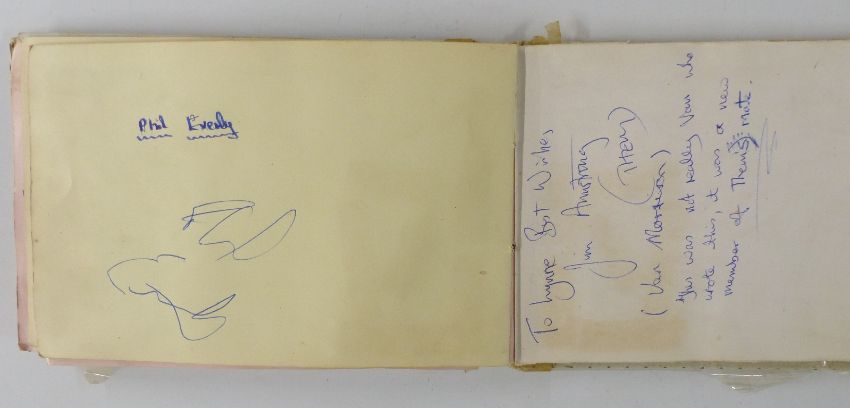 Phil Everly
To Lynne Best Wishes
Jim Armstrong
(THEM)
(Van Morrison)
This was not really Van who
wrote this, it was a new
member of Them's mate.